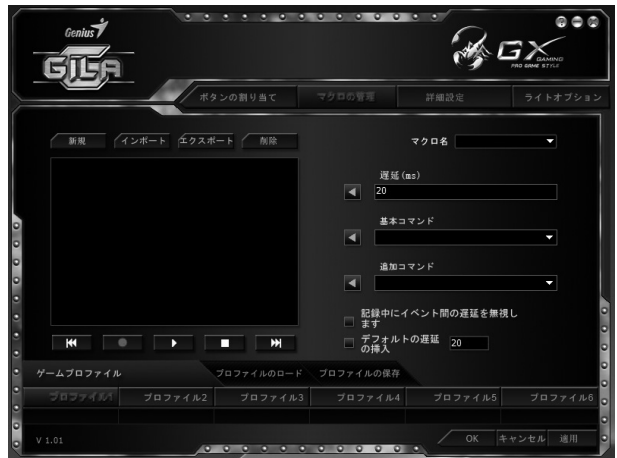 Genius
GILA
GX
GAMING
PRO GAME STYLE
ボタンの割り当て マクロの管理 詳細設定 ライトオプション
新規 インポート エクスポート 削除
マクロ名
遅延(ms)
20
基本コマンド
追加コマンド
記録中にイベント間の遅延を無視し
ます
デフォルトの遅延
の挿入
20
ゲームプロファイル プロファイルのロード プロファイルの保存
プロファイル1 プロファイル2 プロファイル3 プロファイル4 プロファイル5 プロファイル6
V 1.01
OK キャンセル 適用